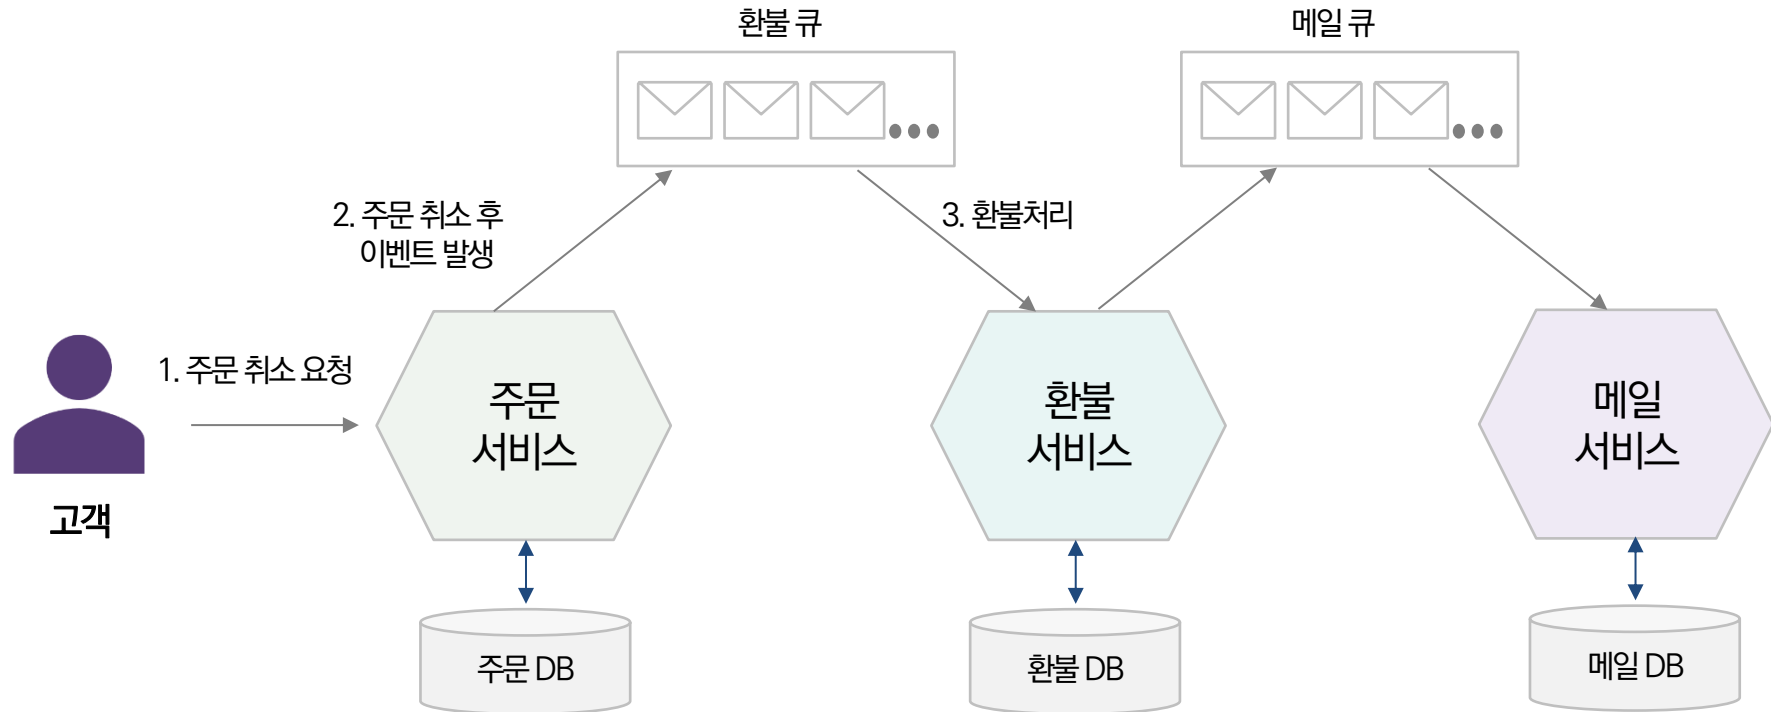 환불 큐
메일 큐
2. 주문 취소 후
이벤트 발생
3. 환불처리
1. 주문 취소 요청
고객
주문
서비스
환불
서비스
메일
서비스
주문 DB
환불 DB
메일 DB